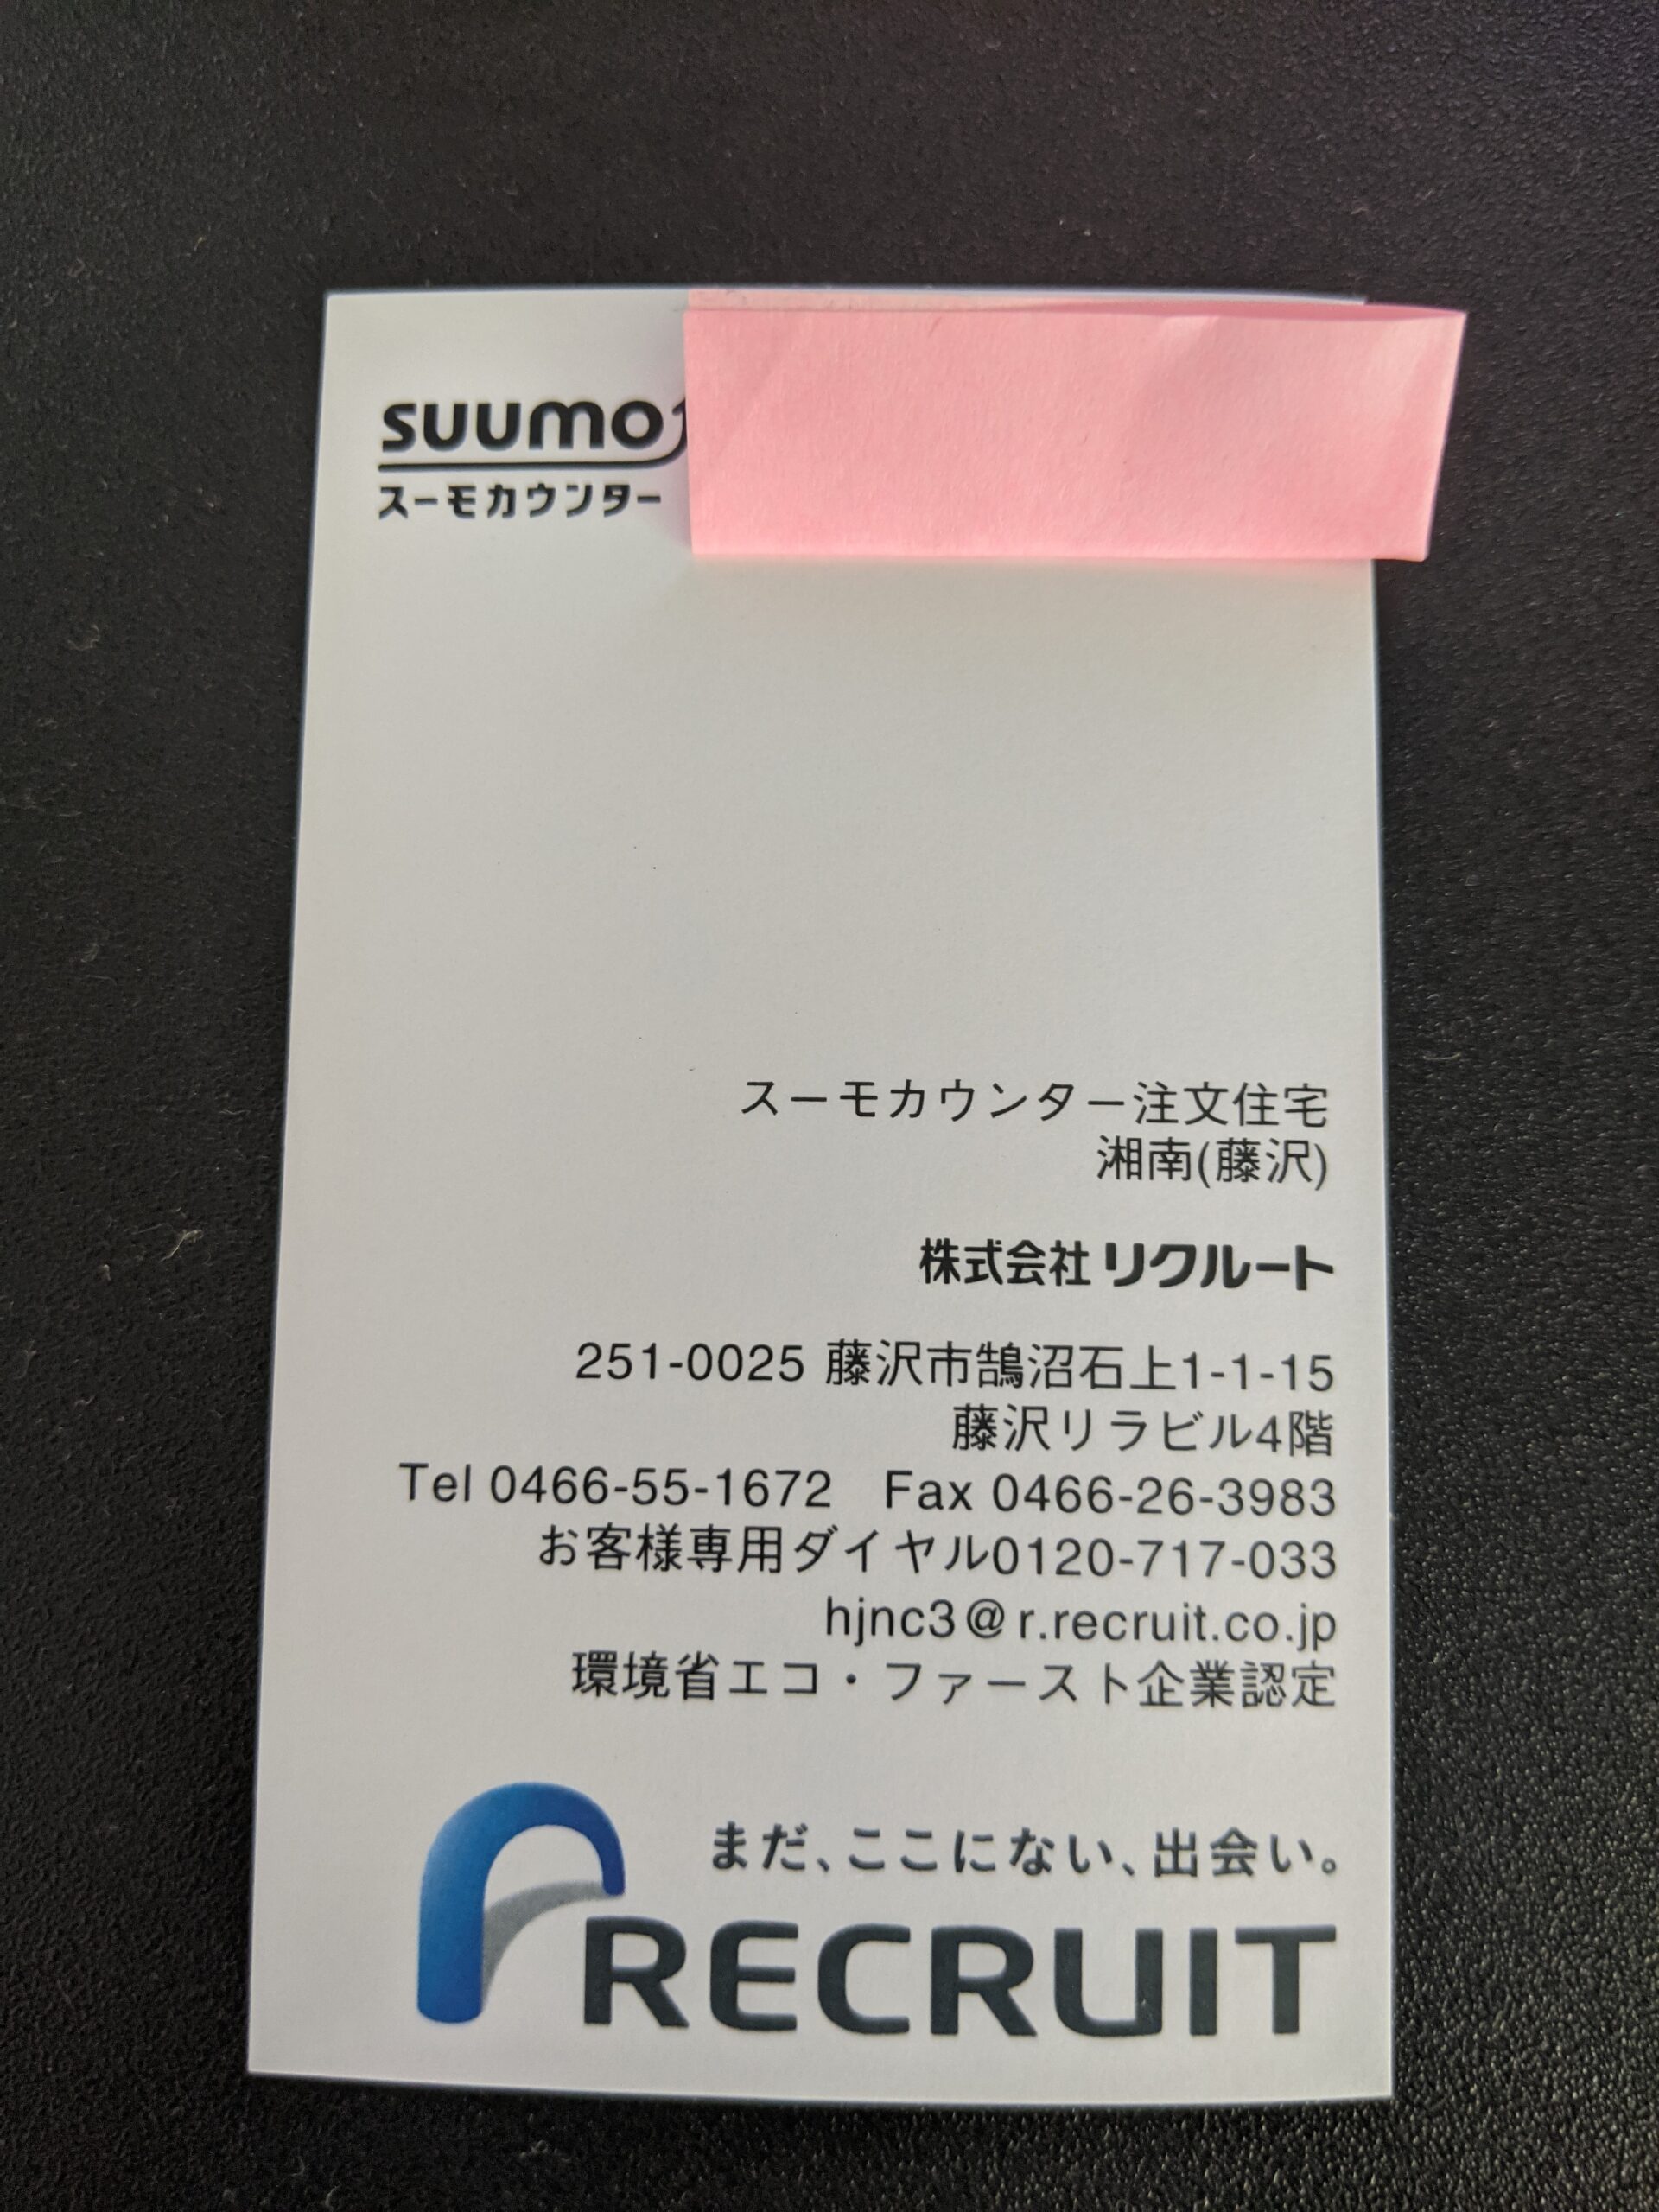 suumo
スーモカウンター
スーモカウンター注文住宅
湘南(藤沢)
株式会社 リクルート
251-0025 藤沢市鵠沼石上1-1-15
藤沢リラビル4階
Tel 0466-55-1672 Fax 0466-26-3983
お客様専用ダイヤル0120-717-033
hjnc3@r.recruit.co.jp
環境省エコ・ファースト企業認定
まだ、ここにない、出会い。
RECRUIT